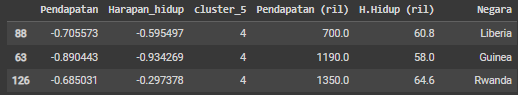 Pendapatan Harapan_hidup cluster_5 Pendapatan (ril) H.Hidup (ril) Negara
88 -0.705573 -0.595497 4 700.0 60.8 Liberia
63 -0.890443 -0.934269 4 1190.0 58.0 Guinea
126 -0.685031 -0.297378 4 1350.0 64.6 Rwanda